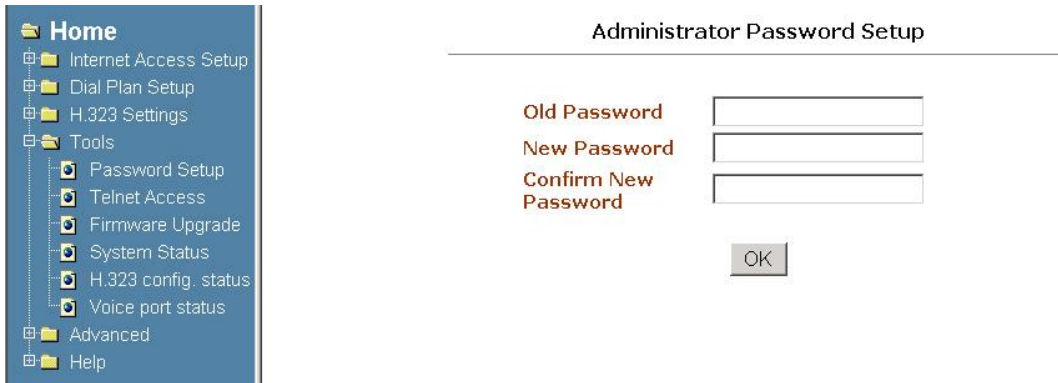 Home
Internet Access Setup
Dial Plan Setup
H.323 Settings
Tools
Password Setup
Telnet Access
Firmware Upgrade
System Status
H.323 config. status
Voice port status
Advanced
Help
Administrator Password Setup
Old Password
New Password
Confirm New
Password
OK